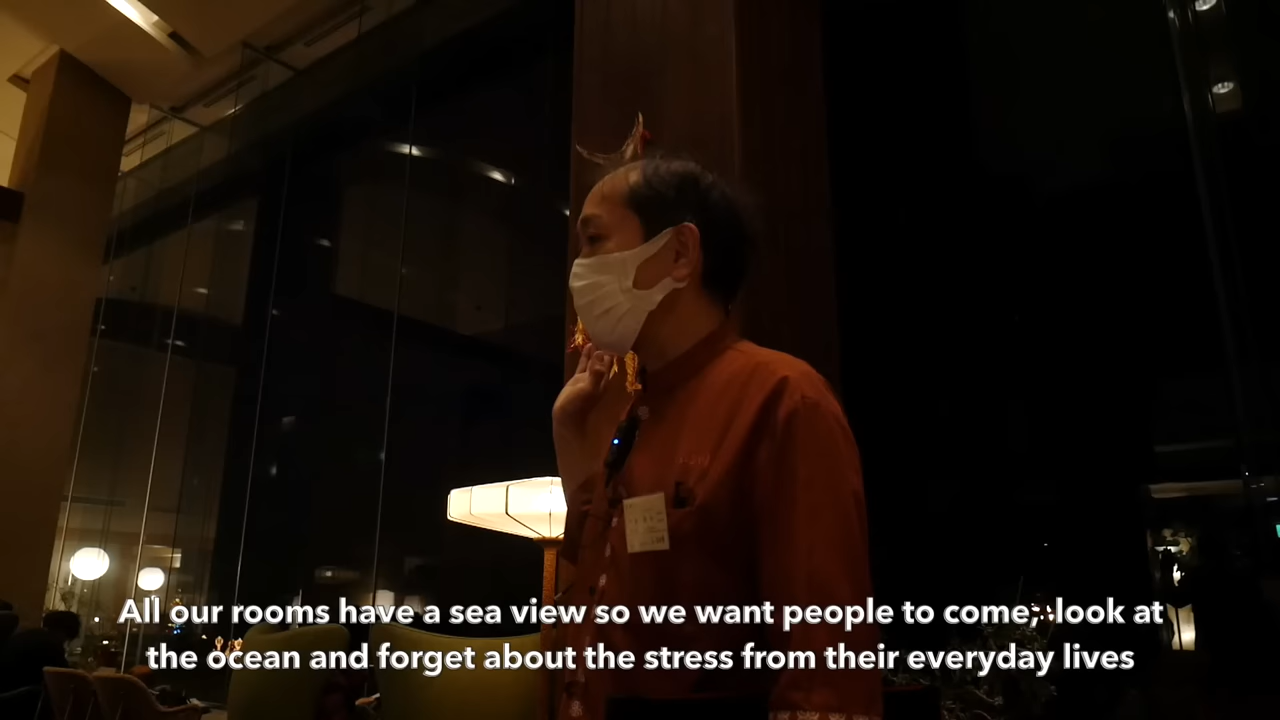 All our rooms have a sea view so we want people to come, look at
the ocean and forget about the stress from their everyday lives